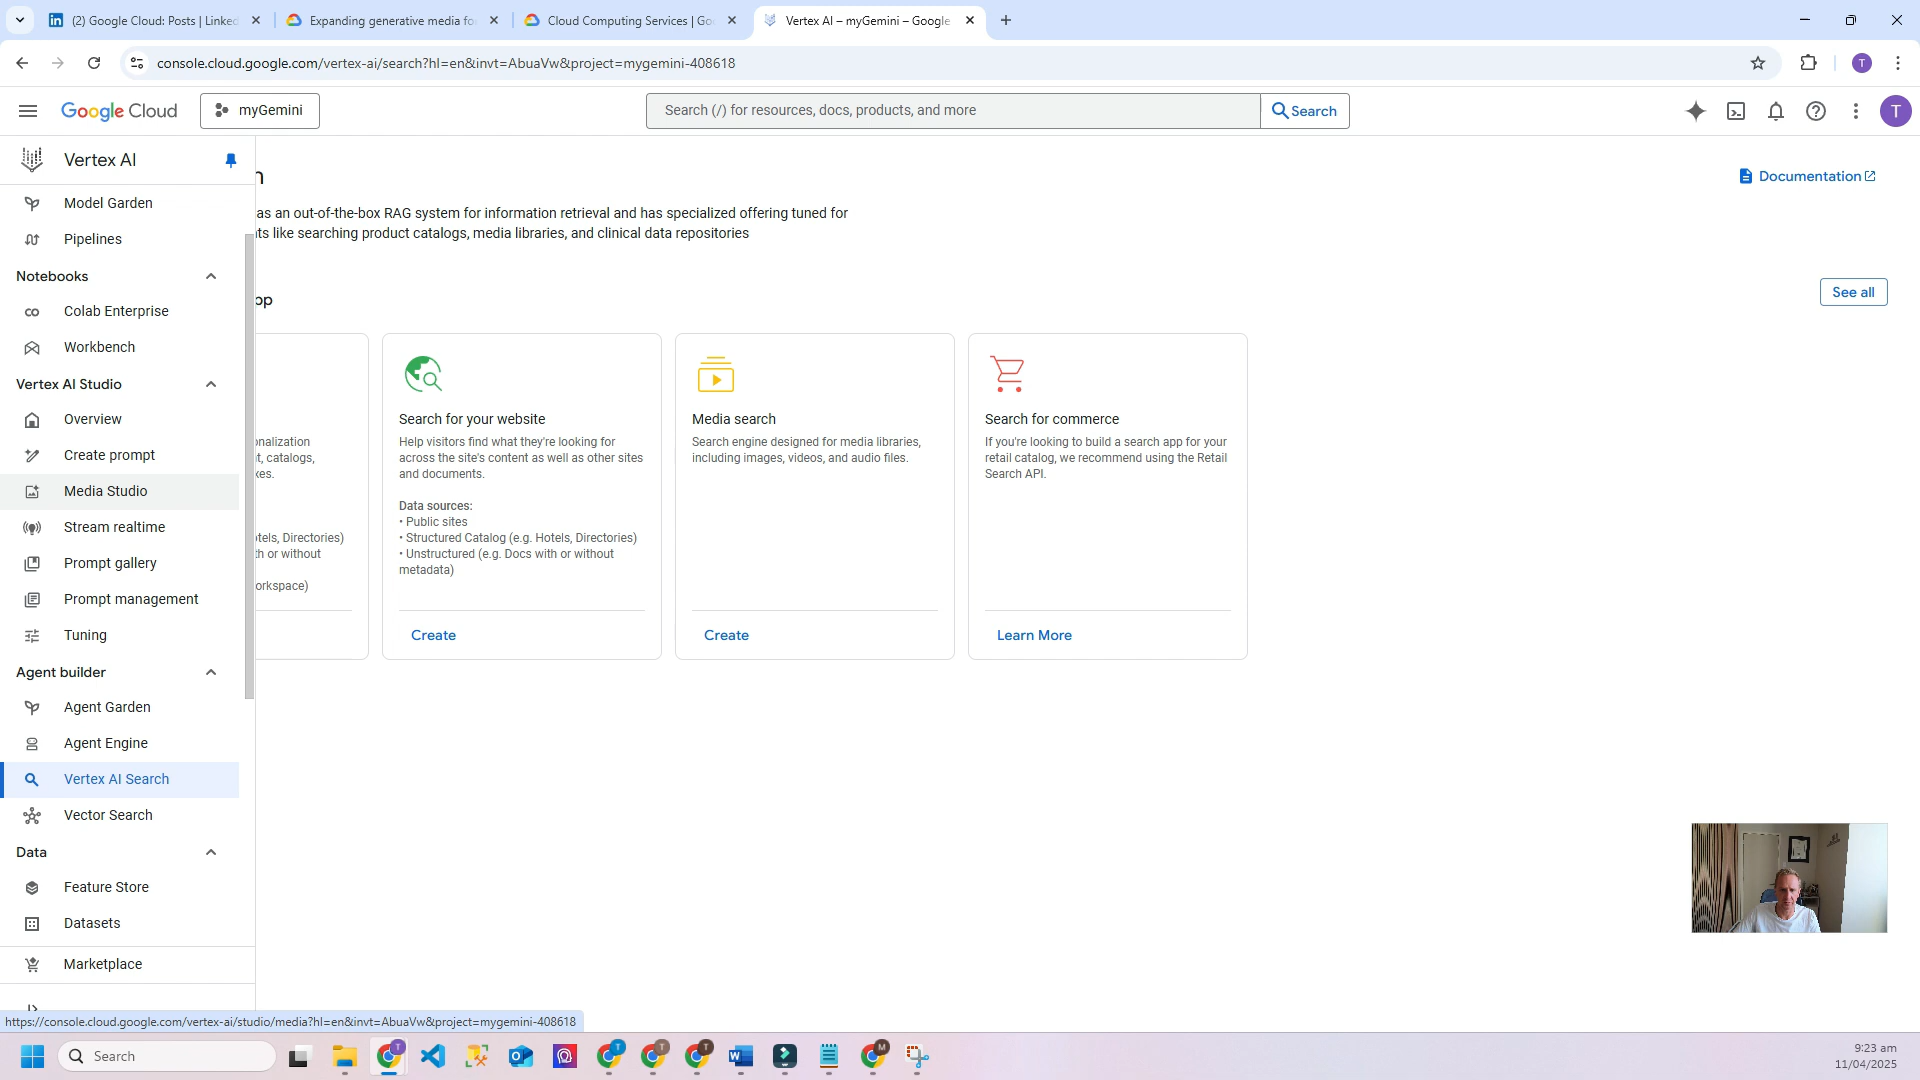 (2) Google Cloud: Posts | Linked
Expanding generative media fo
Cloud Computing Services | Go
Vertex AI – myGemini – Google
console.cloud.google.com/vertex-ai/search?hl=en&invt=AbuaVw&project=mygemini-408618
T
Google Cloud
myGemini
Search (/) for resources, docs, products, and more
Search
T
Vertex AI
n
Documentation
Model Garden
as an out-of-the-box RAG system for information retrieval and has specialized offering tuned for
ts like searching product catalogs, media libraries, and clinical data repositories
Pipelines
Notebooks
pp
See all
Colab Enterprise
Workbench
Vertex AI Studio
Overview
Create prompt
Media Studio
Stream realtime
Prompt gallery
Prompt management
Tuning
Agent builder
Agent Garden
Agent Engine
Vertex AI Search
Vector Search
Data
Feature Store
Datasets
Marketplace
onalization
t, catalogs,
xes.
otels, Directories)
th or without
orkspace)
Search for your website
Help visitors find what they're looking for
across the site's content as well as other sites
and documents.
Data sources:
• Public sites
• Structured Catalog (e.g. Hotels, Directories)
• Unstructured (e.g. Docs with or without
metadata)
Create
Media search
Search engine designed for media libraries,
including images, videos, and audio files.
Create
Search for commerce
If you're looking to build a search app for your
retail catalog, we recommend using the Retail
Search API.
Learn More
https://console.cloud.google.com/vertex-ai/studio/media?hl=en&invt=AbuaVw&project=mygemini-408618
Search
9:23 am
11/04/2025